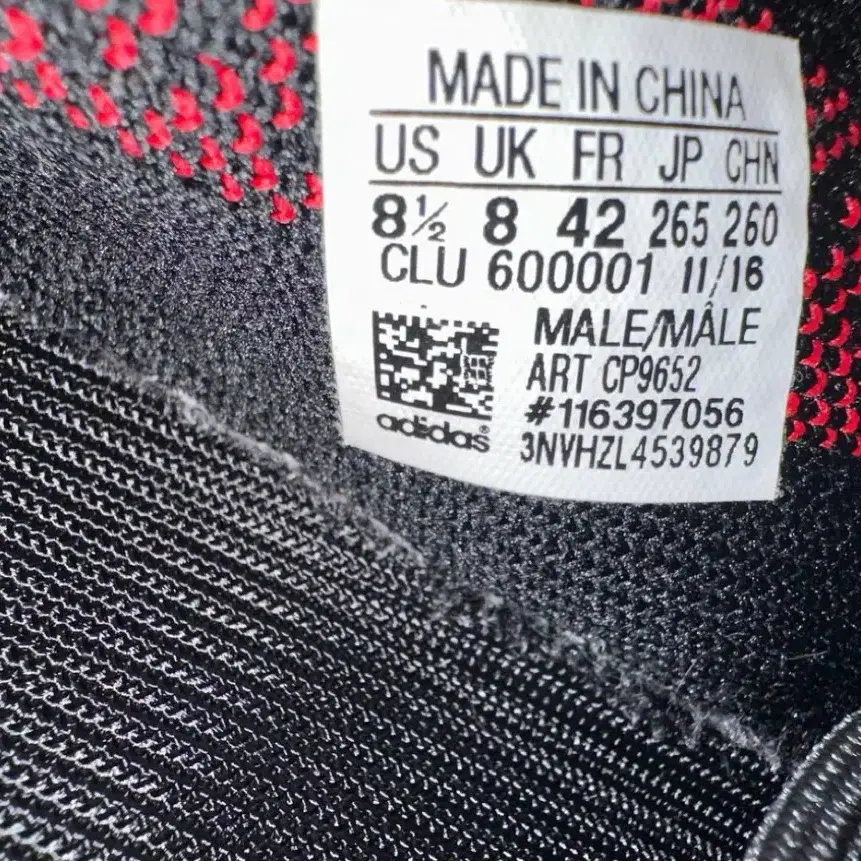 MADE IN CHINA
US UK FR JP CHN
8½ 8 42 265 260
CLU 600001 11/16
MALE/MÂLE
ART CP9652
#116397056
adidas®
3NVHZL4539879